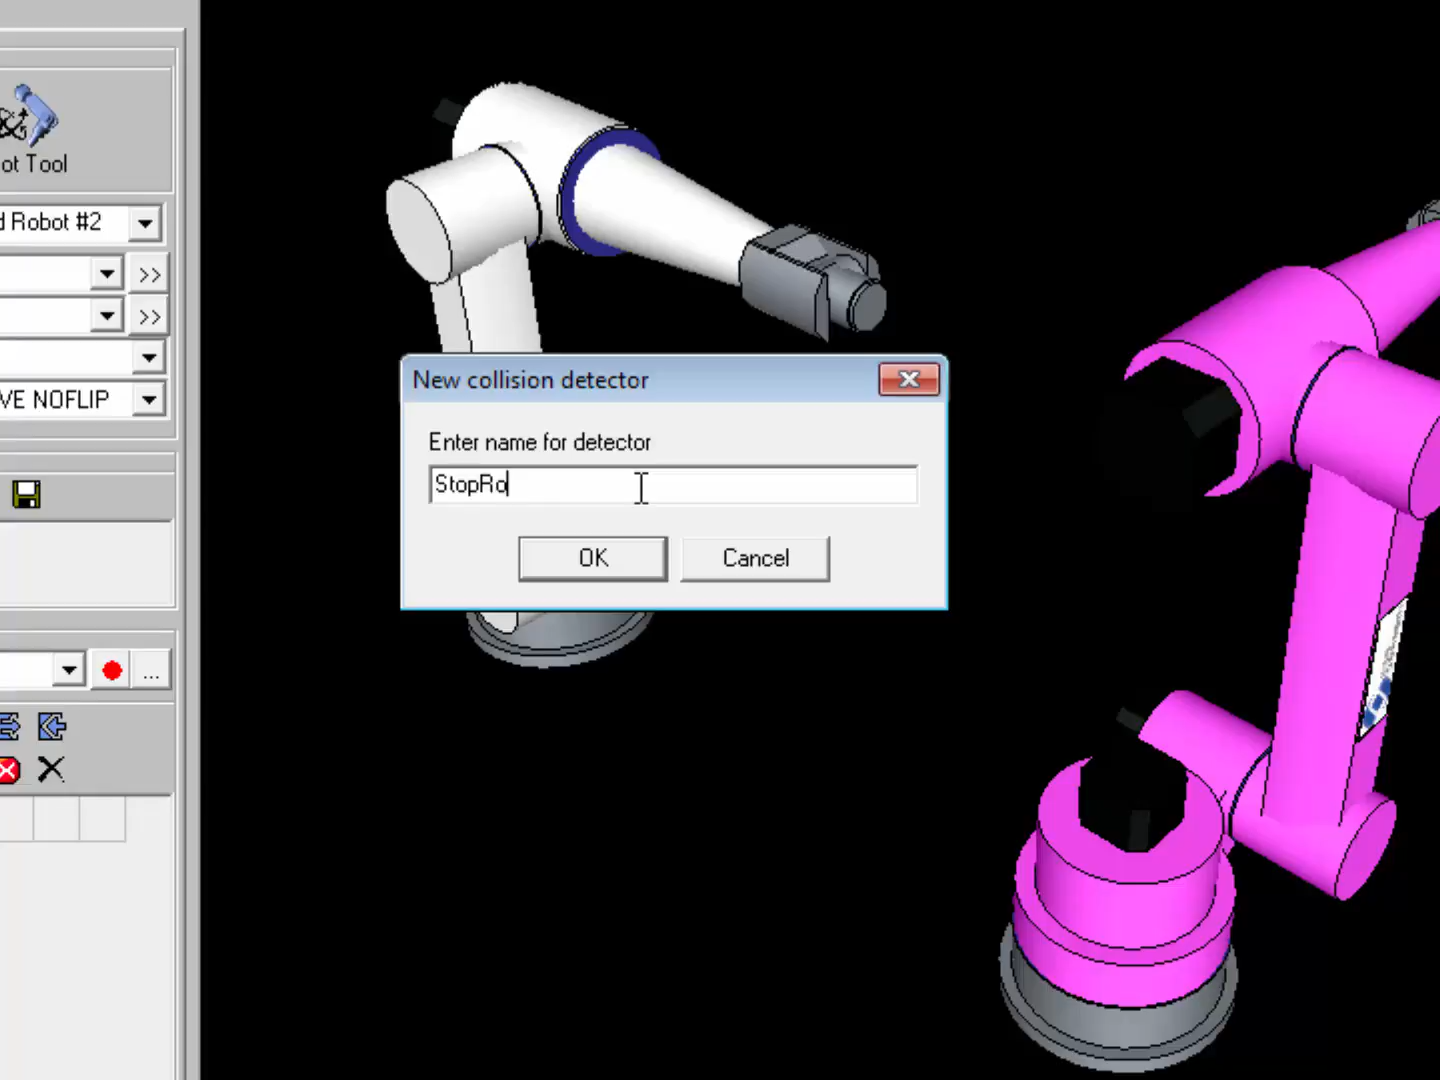 ot Tool
d Robot #2
>>
>>
VE NOFLIP
New collision detector
Enter name for detector
StopRo
OK
Cancel
...